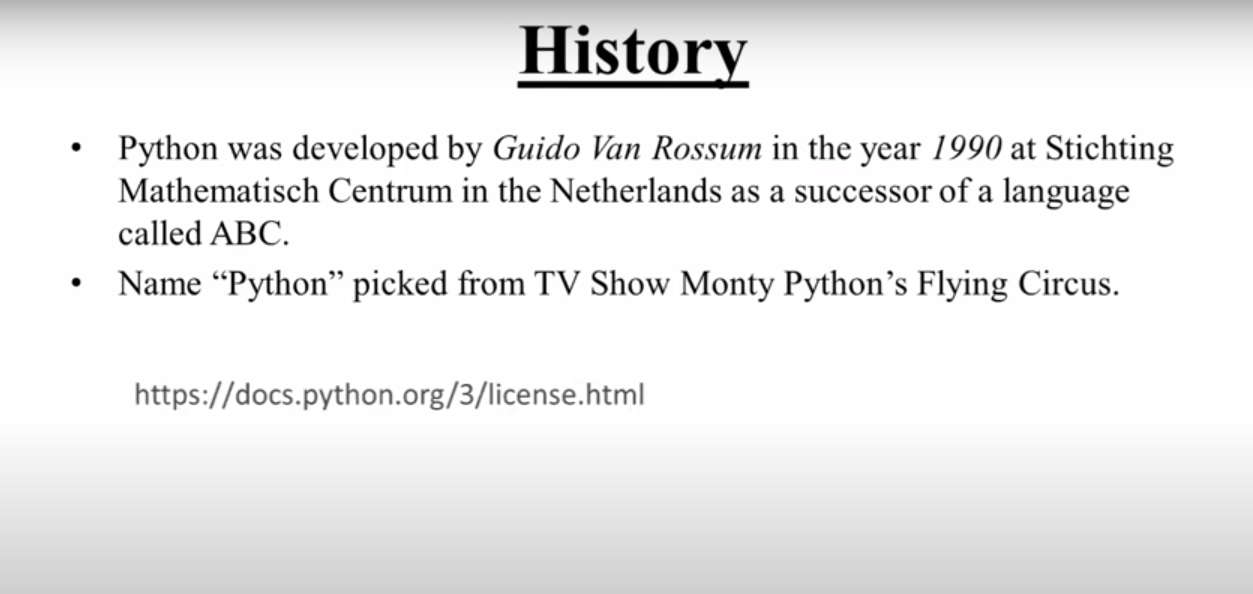 History
• Python was developed by Guido Van Rossum in the year 1990 at Stichting
Mathematisch Centrum in the Netherlands as a successor of a language
called ABC.
• Name “Python” picked from TV Show Monty Python’s Flying Circus.
https://docs.python.org/3/license.html